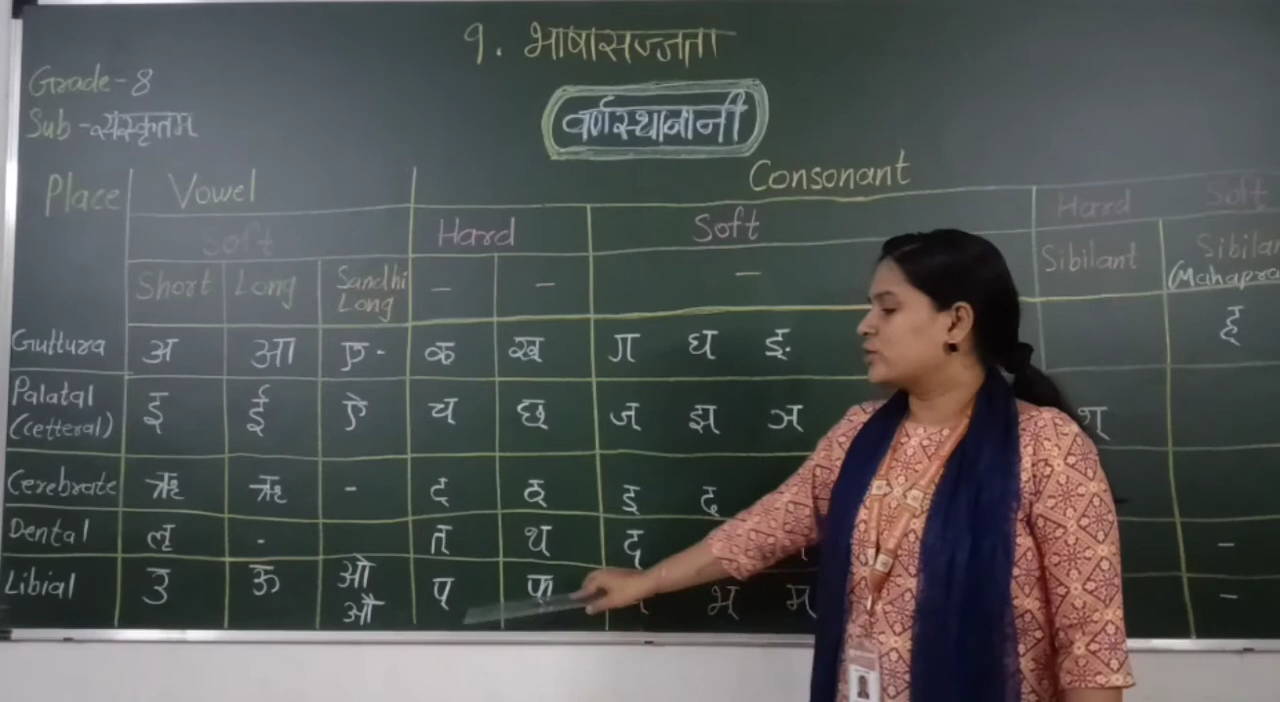 १. भाषासज्जता
Grade-8
Sub-संस्कृतम
वर्णस्थानानी
Place Vowel Consonant
Soft Hard Soft Hard Soft
Short Long Sandhi Long - - - Sibilant
(Mahapra
Guttura अ आ ए - क ख ग घ ङ ह
Palatal (cetteral) इ ई ऐ च छ ज झ ञ श्
Cerebrate ऋ ॠ - ट ठ ड ढ
Dental लृ - त थ द -
Libial उ ऊ ओ औ प् फ भ् म् -